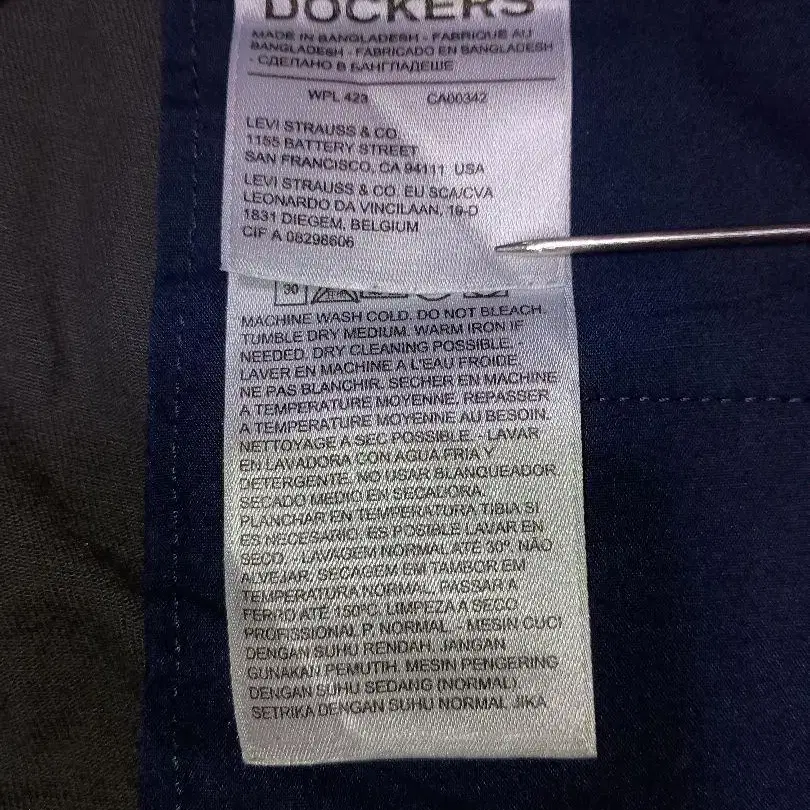 DOCKERS
MADE IN BANGLADESH - FABRIQUE AU
BANGLADESH - FABRICADO EN BANGLADESH
- СДЕЛАНО В БАНГЛАДЕШЕ
WPL 423 CA00342
LEVI STRAUSS & CO.
1155 BATTERY STREET
SAN FRANCISCO, CA 94111 USA
LEVI STRAUSS & CO. EU SCA/CVA
LEONARDO DA VINCILAAN, 19-D
1831 DIEGEM, BELGIUM
CIF A 08298606
30
MACHINE WASH COLD. DO NOT BLEACH.
TUMBLE DRY MEDIUM. WARM IRON IF
NEEDED. DRY CLEANING POSSIBLE. -
LAVER EN MACHINE A L'EAU FROIDE.
NE PAS BLANCHIR. SECHER EN MACHINE
A TEMPERATURE MOYENNE. REPASSER
A TEMPERATURE MOYENNE AU BESOIN.
NETTOYAGE A SEC POSSIBLE. - LAVAR
EN LAVADORA CON AGUA FRIA Y
DETERGENTE. NO USAR BLANQUEADOR.
SECADO MEDIO EN SECADORA.
PLANCHAR EN TEMPERATURA TIBIA SI
ES NECESARIO. ES POSIBLE LAVAR EN
SECO. - LAVAGEM NORMAL ATÉ 30º. NÃO
ALVEJAR. SECAGEM EM TAMBOR EM
TEMPERATURA NORMAL. PASSAR A
FERRO ATÉ 150ºC. LIMPEZA A SECO
PROFISSIONAL P. NORMAL. - MESIN CUCI
DENGAN SUHU RENDAH. JANGAN
GUNAKAN PEMUTIH. MESIN PENGERING
DENGAN SUHU SEDANG (NORMAL).
SETRIKA DENGAN SUHU NORMAL JIKA